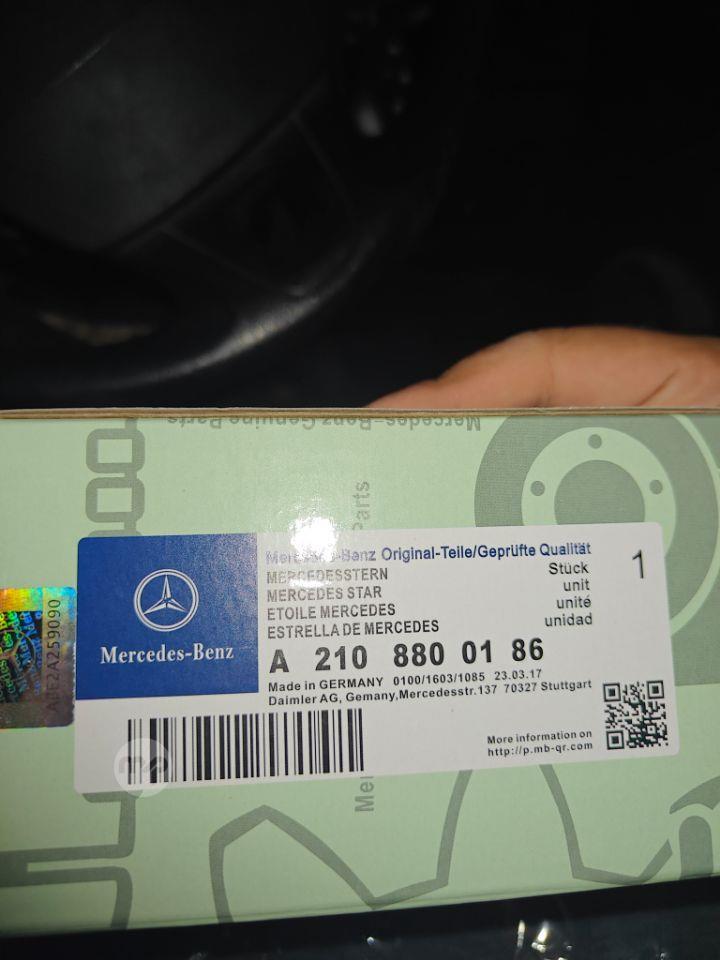 Mercedes-Benz Genuine Parts
Parts
Mercedes-Benz Original-Teile/Geprüfte Qualität
MERCEDESSTERN
Stück
1
MERCEDES STAR
unit
ETOILE MERCEDES
unité
ESTRELLA DE MERCEDES
unidad
Mercedes-Benz
A 210 880 01 86
Made in GERMANY 0100/1603/1085 23.03.17
Daimler AG, Gemany,Mercedesstr.137 70327 Stuttgart
More information on
http://p.mb-qr.com
Me